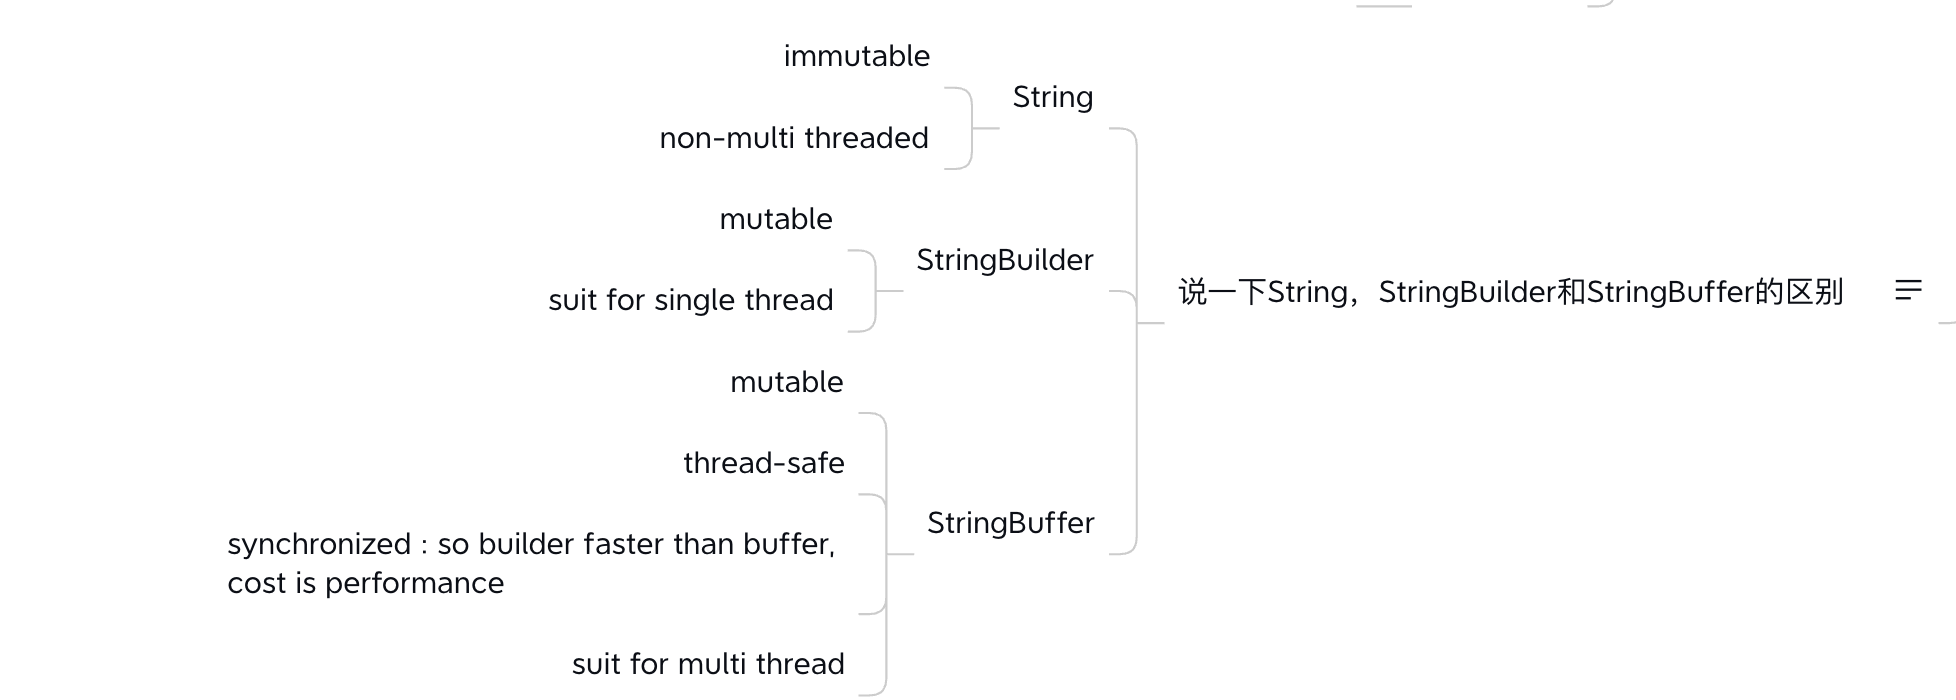 immutable
String
non-multi threaded
mutable
StringBuilder
suit for single thread
说一下String，StringBuilder和StringBuffer的区别
mutable
thread-safe
StringBuffer
synchronized : so builder faster than buffer,
cost is performance
suit for multi thread